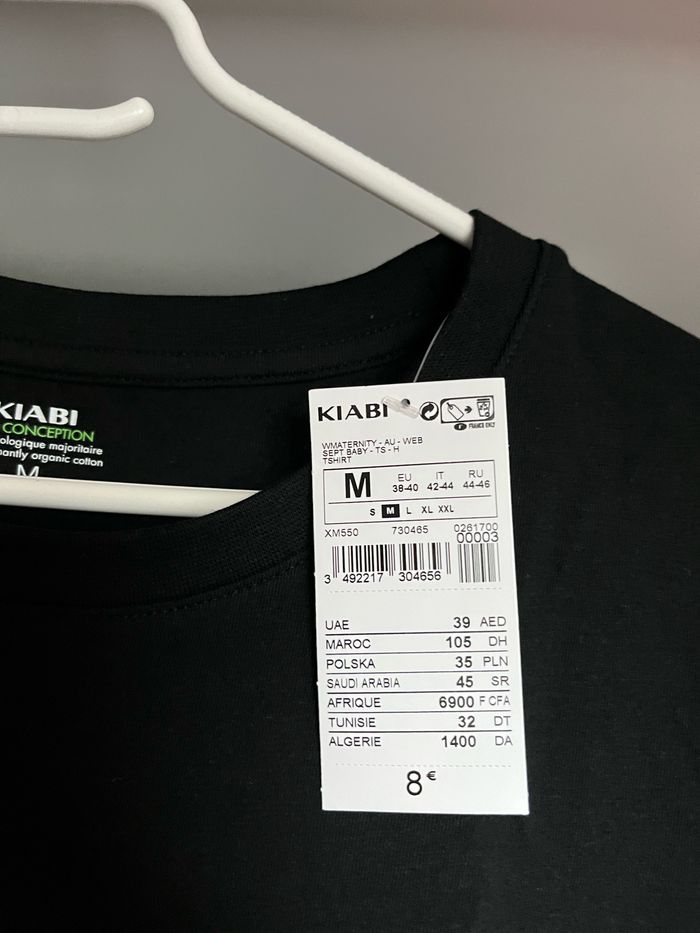 KIABI
CONCEPTION
ologique majoritaire
nantly organic cotton
M
KIABI
FRANCE ONLY
WMATERNITY - AU - WEB
SEPT BABY - TS - H
TSHIRT
M EU IT RU
38-40 42-44 44-46
S M L XL XXL
XM550 730465 0261700
00003
3 492217 304656
UAE 39 AED
MAROC 105 DH
POLSKA 35 PLN
SAUDI ARABIA 45 SR
AFRIQUE 6900 F CFA
TUNISIE 32 DT
ALGERIE 1400 DA
8€